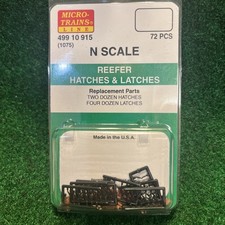 MICRO-
TRAINS®
LINE
499 10 915
(1075)
72 PCS
N SCALE
REEFER
HATCHES & LATCHES
Replacement Parts
TWO DOZEN HATCHES
FOUR DOZEN LATCHES
Made in the U.S.A.